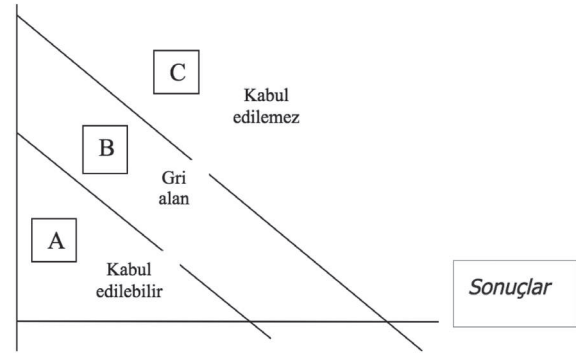 C
Kabul
edilemez
B
Gri
alan
A
Kabul
edilebilir
Sonuçlar